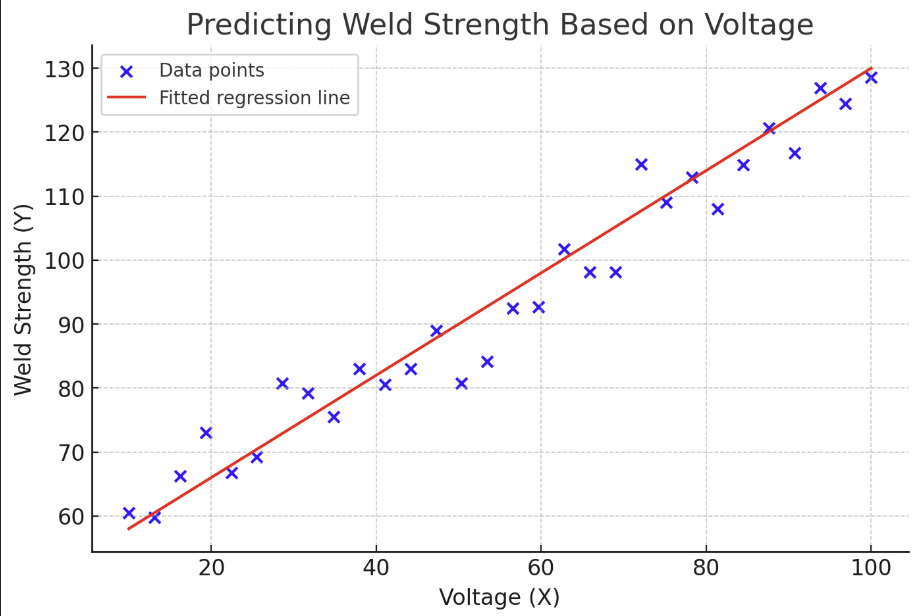 Predicting Weld Strength Based on Voltage
Data points
Fitted regression line
130
120
110
100
90
80
70
60
Weld Strength (Y)
20
40
60
80
100
Voltage (X)